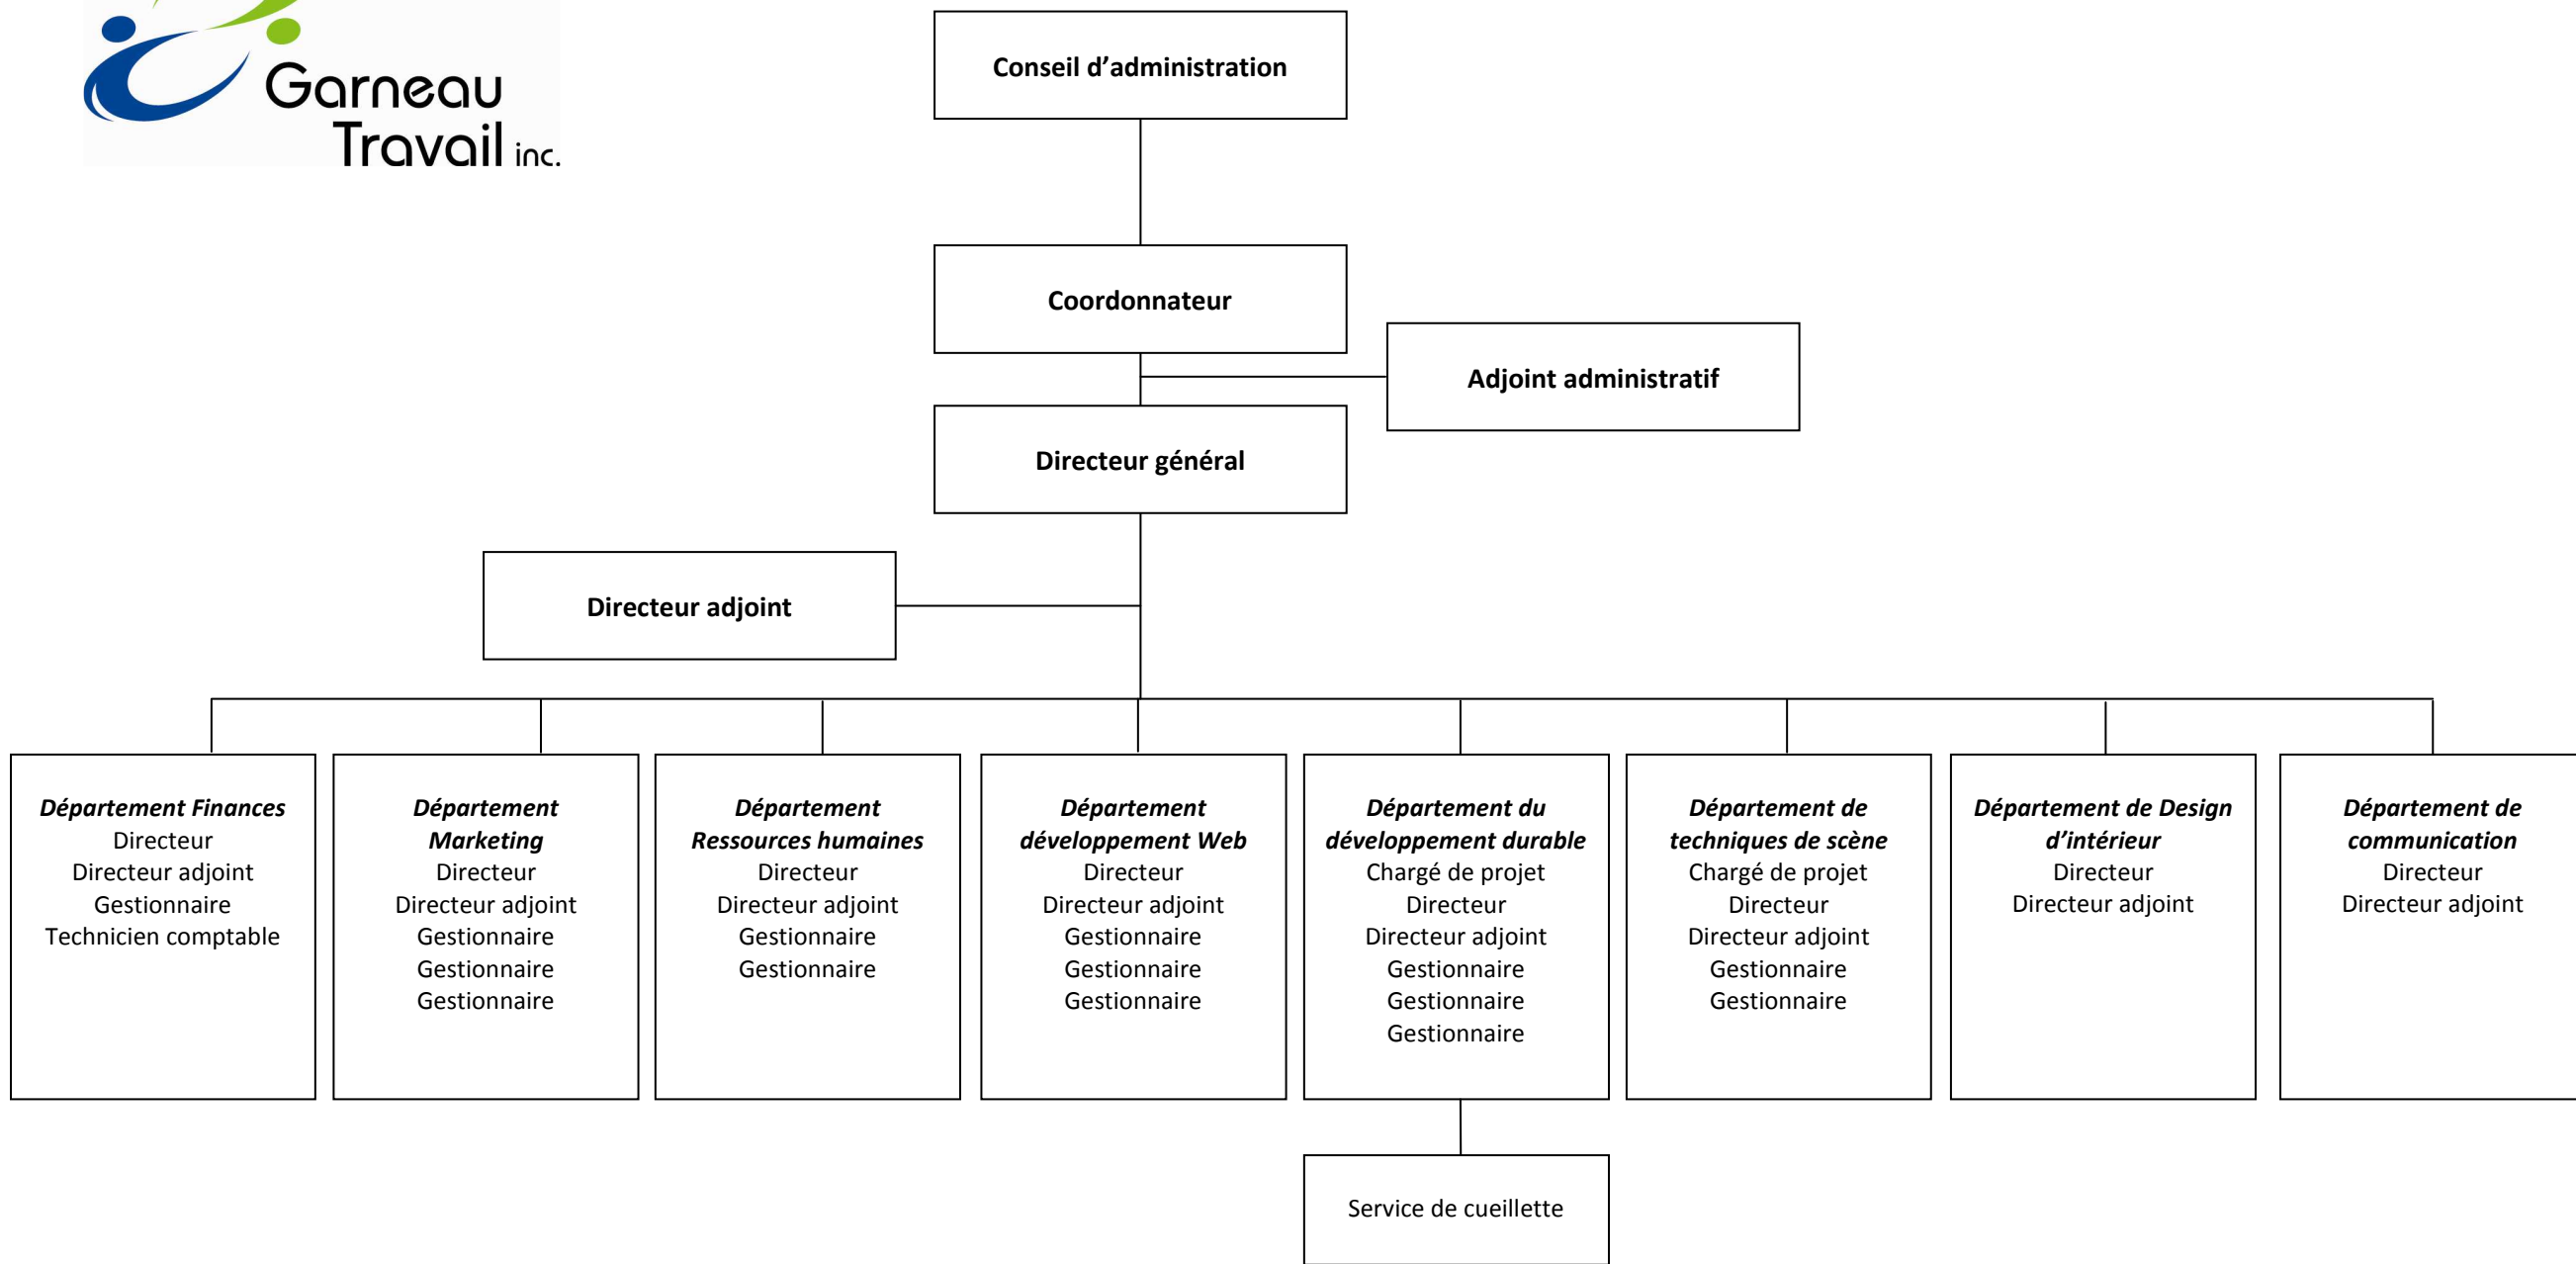 Garneau
Travail inc.
Conseil d’administration
Coordonnateur
Adjoint administratif
Directeur général
Directeur adjoint
Département Finances
Directeur
Directeur adjoint
Gestionnaire
Technicien comptable
Département
Marketing
Directeur
Directeur adjoint
Gestionnaire
Gestionnaire
Gestionnaire
Département
Ressources humaines
Directeur
Directeur adjoint
Gestionnaire
Gestionnaire
Département
développement Web
Directeur
Directeur adjoint
Gestionnaire
Gestionnaire
Gestionnaire
Département du
développement durable
Chargé de projet
Directeur
Directeur adjoint
Gestionnaire
Gestionnaire
Gestionnaire
Département de
techniques de scène
Chargé de projet
Directeur
Directeur adjoint
Gestionnaire
Gestionnaire
Département de Design
d’intérieur
Directeur
Directeur adjoint
Département de
communication
Directeur
Directeur adjoint
Service de cueillette